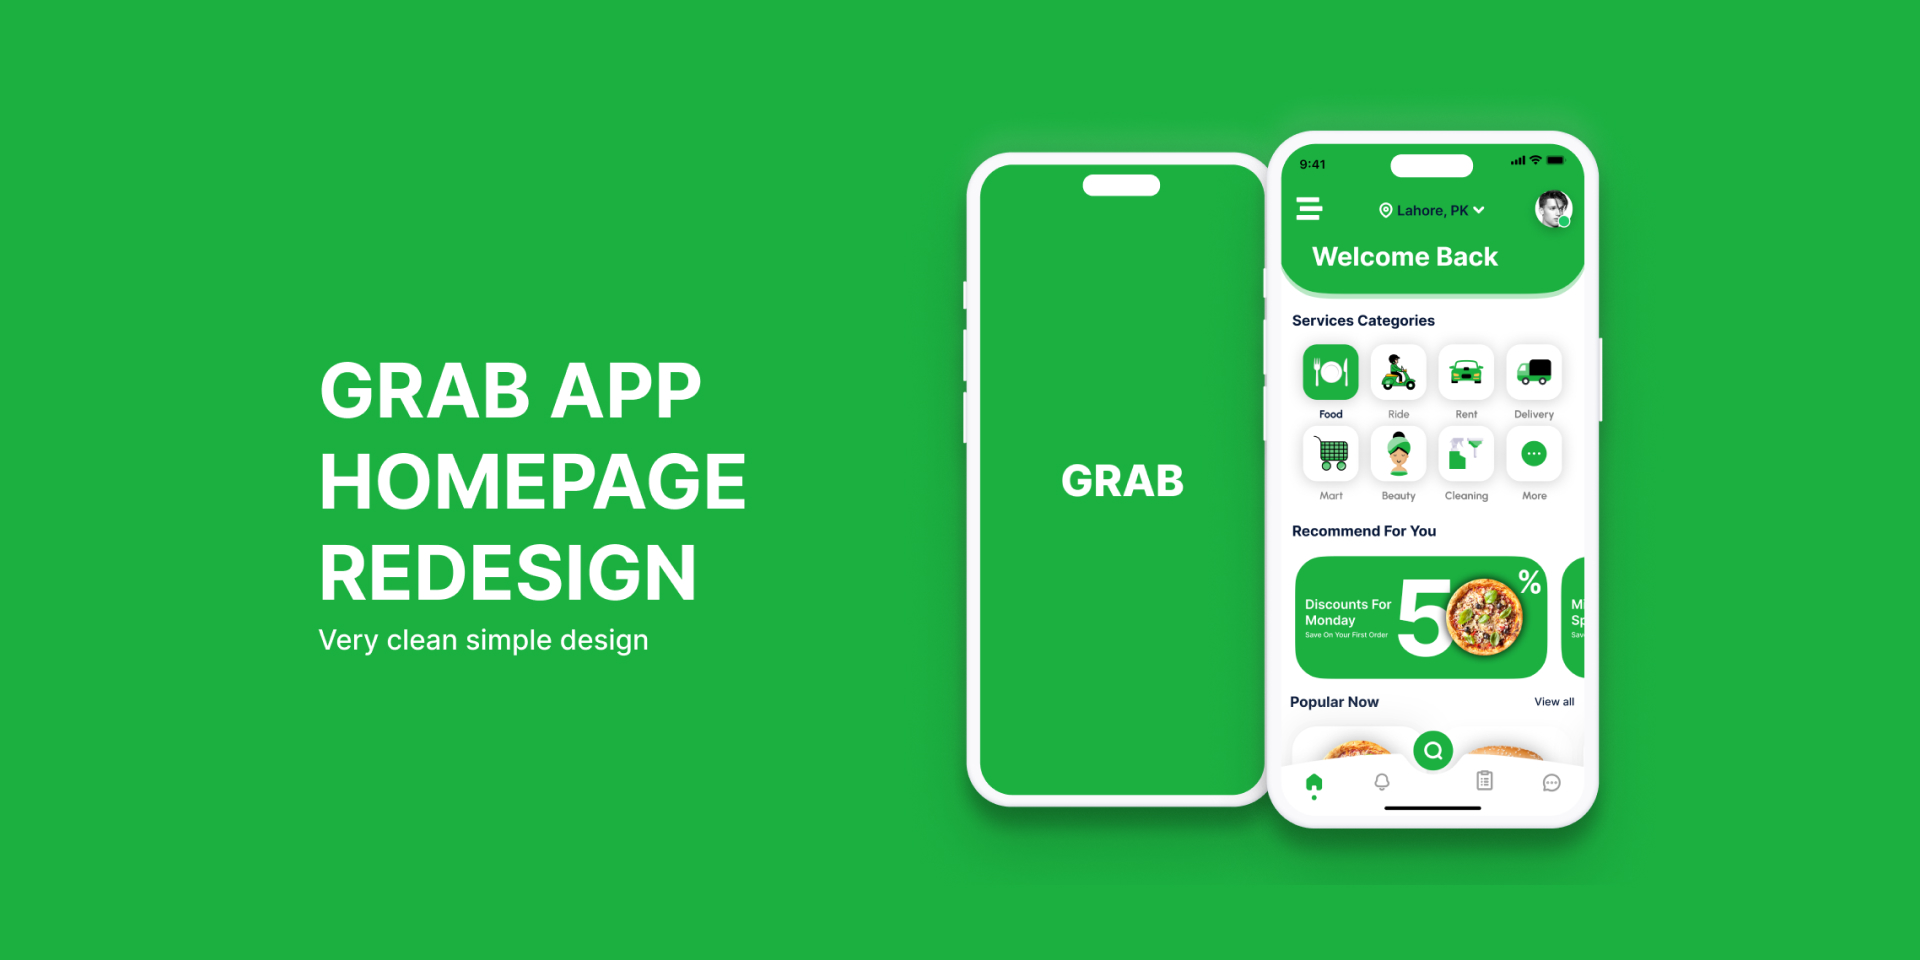 GRAB APP
HOMEPAGE
REDESIGN
Very clean simple design
GRAB
9:41
Lahore, PK
Welcome Back
Services Categories
Food Ride Rent Delivery
Mart Beauty Cleaning More
Recommend For You
Discounts For
Monday
Save On Your First Order
5 %
Mi
Sp
Sav
Popular Now
View all